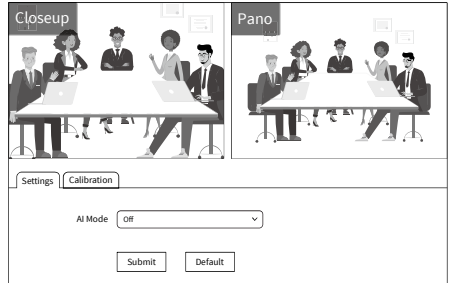 Closeup
Pano
Settings
Calibration
AI Mode
Off
Submit
Default